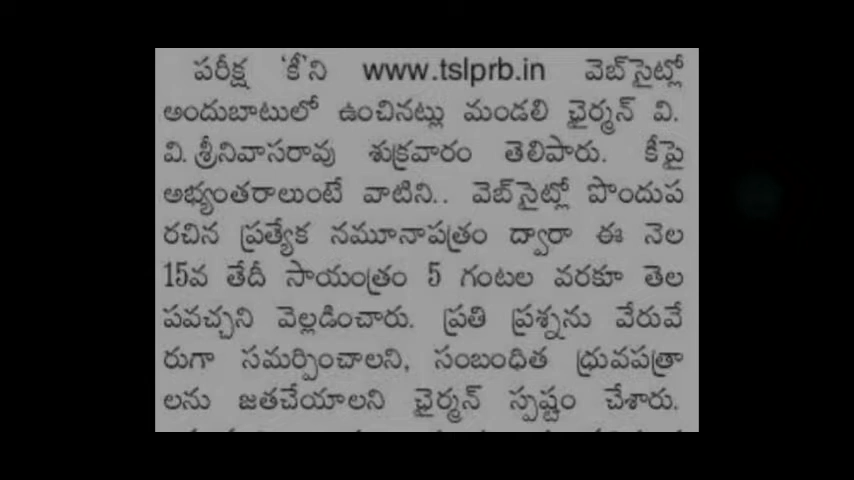 పరీక్ష 'కీ'ని www.tslprb.in వెబ్‌సైట్లో
అందుబాటులో ఉంచినట్లు మండలి ఛైర్మన్ వి.
వి. శ్రీనివాసరావు శుక్రవారం తెలిపారు. కీపై
అభ్యంతరాలుంటే వాటిని.. వెబ్‌సైట్లో పొందుప
రచిన ప్రత్యేక నమూనాపత్రం ద్వారా ఈ నెల
15వ తేదీ సాయంత్రం 5 గంటల వరకూ తెల
పవచ్చని వెల్లడించారు. ప్రతి ప్రశ్నను వేరువే
రుగా సమర్పించాలని, సంబంధిత ధ్రువపత్రా
లను జతచేయాలని ఛైర్మన్ స్పష్టం చేశారు.